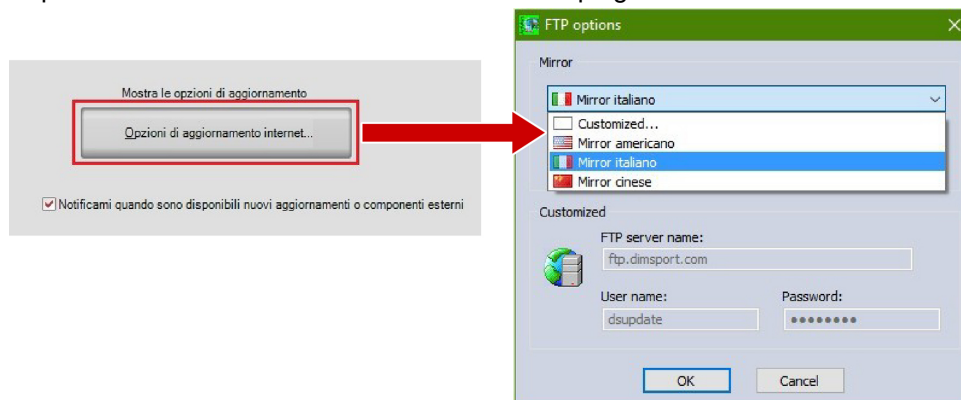 FTP options
Mirror
Mirror italiano
Customized...
Mirror americano
Mirror italiano
Mirror cinese
Mostra le opzioni di aggiornamento
Opzioni di aggiornamento internet...
Notificami quando sono disponibili nuovi aggiornamenti o componenti esterni
Customized
FTP server name:
ftp.dimsport.com
User name:
Password:
dsupdate
●●●●●●●●
OK
Cancel